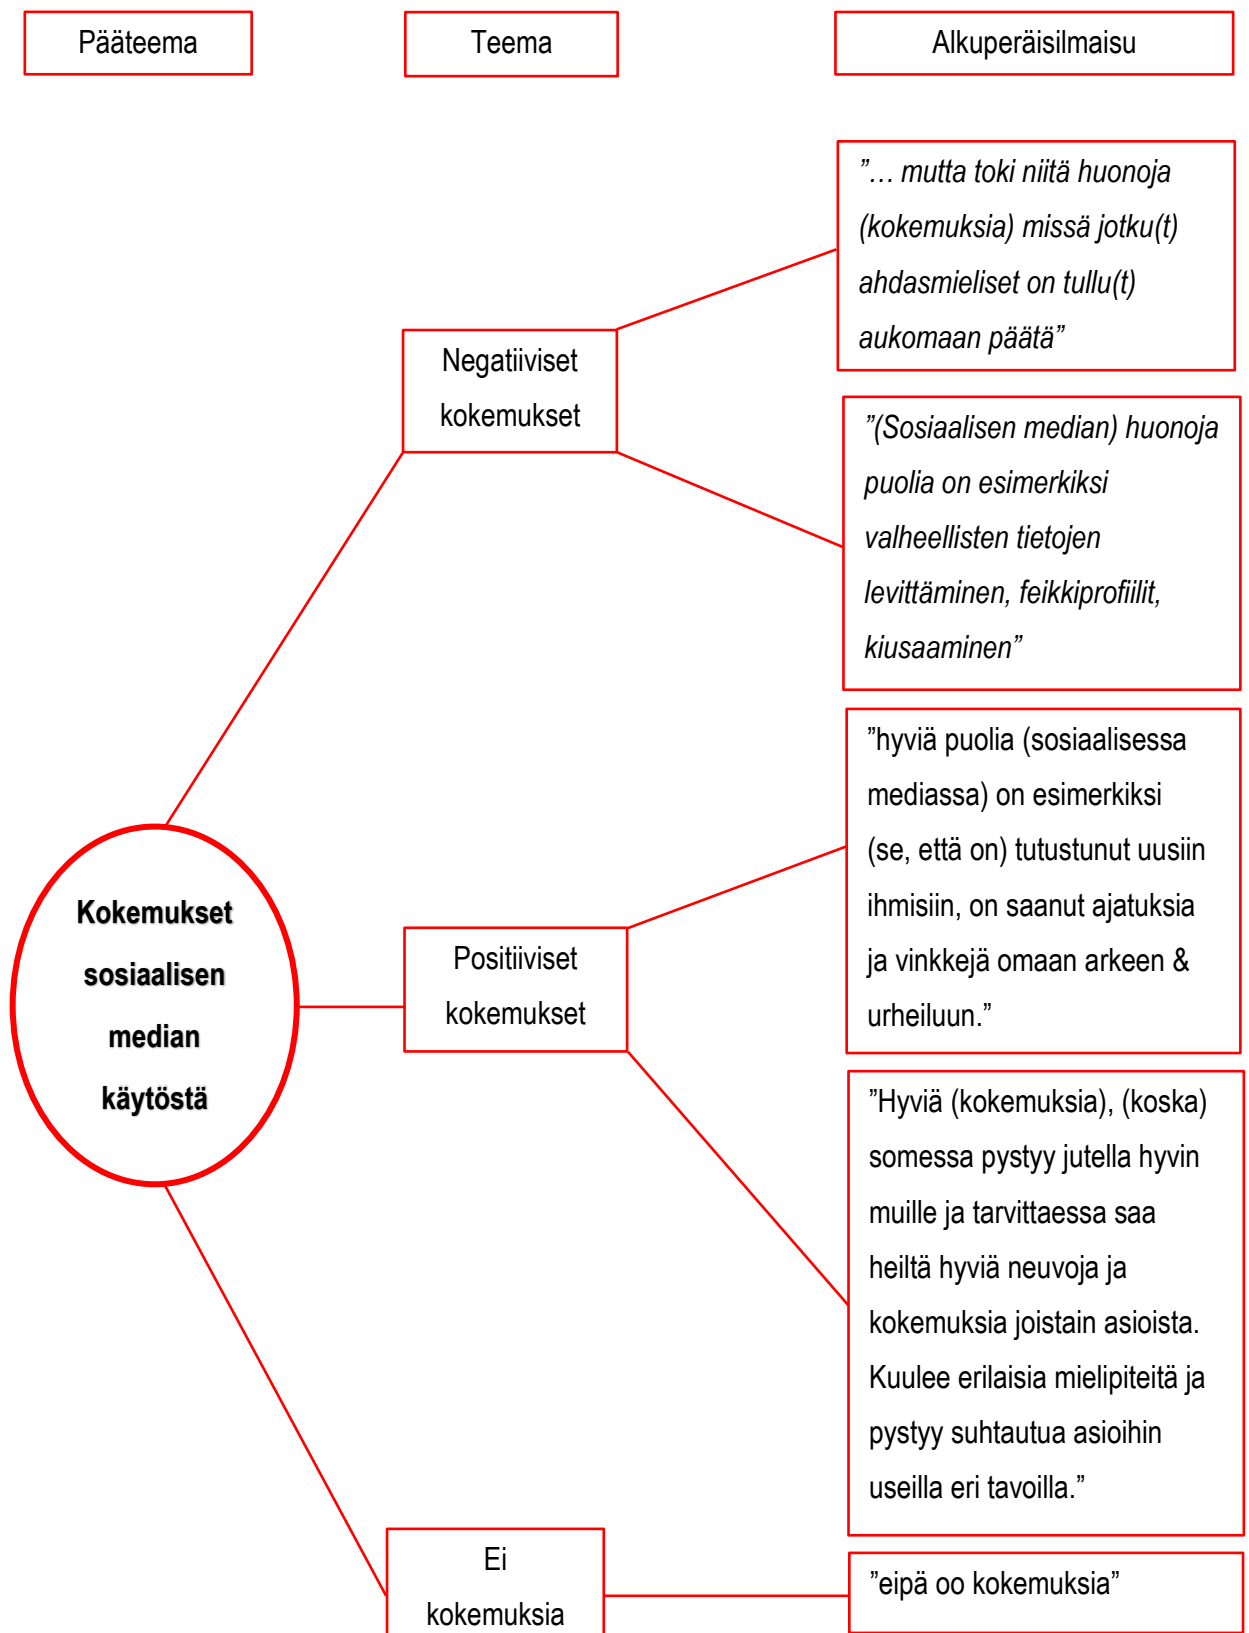 Pääteema
Teema
Alkuperäisilmaisu
”… mutta toki niitä huonoja
(kokemuksia) missä jotku(t)
ahdasmieliset on tullu(t)
aukomaan päätä”
Negatiiviset
kokemukset
”(Sosiaalisen median) huonoja
puolia on esimerkiksi
valheellisten tietojen
levittäminen, feikkiprofiilit,
kiusaaminen”
”hyviä puolia (sosiaalisessa
mediassa) on esimerkiksi
(se, että on) tutustunut uusiin
ihmisiin, on saanut ajatuksia
ja vinkkejä omaan arkeen &
urheiluun.”
Kokemukset
sosiaalisen
median
käytöstä
Positiiviset
kokemukset
”Hyviä (kokemuksia), (koska)
somessa pystyy jutella hyvin
muille ja tarvittaessa saa
heiltä hyviä neuvoja ja
kokemuksia joistain asioista.
Kuulee erilaisia mielipiteitä ja
pystyy suhtautua asioihin
useilla eri tavoilla.”
Ei
kokemuksia
”eipä oo kokemuksia”